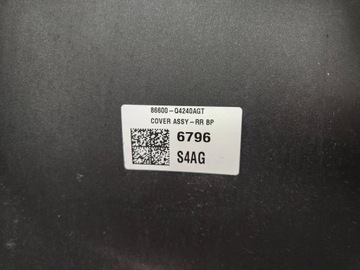 86600-Q4240AGT
COVER ASSY-RR BP
6796
S4AG